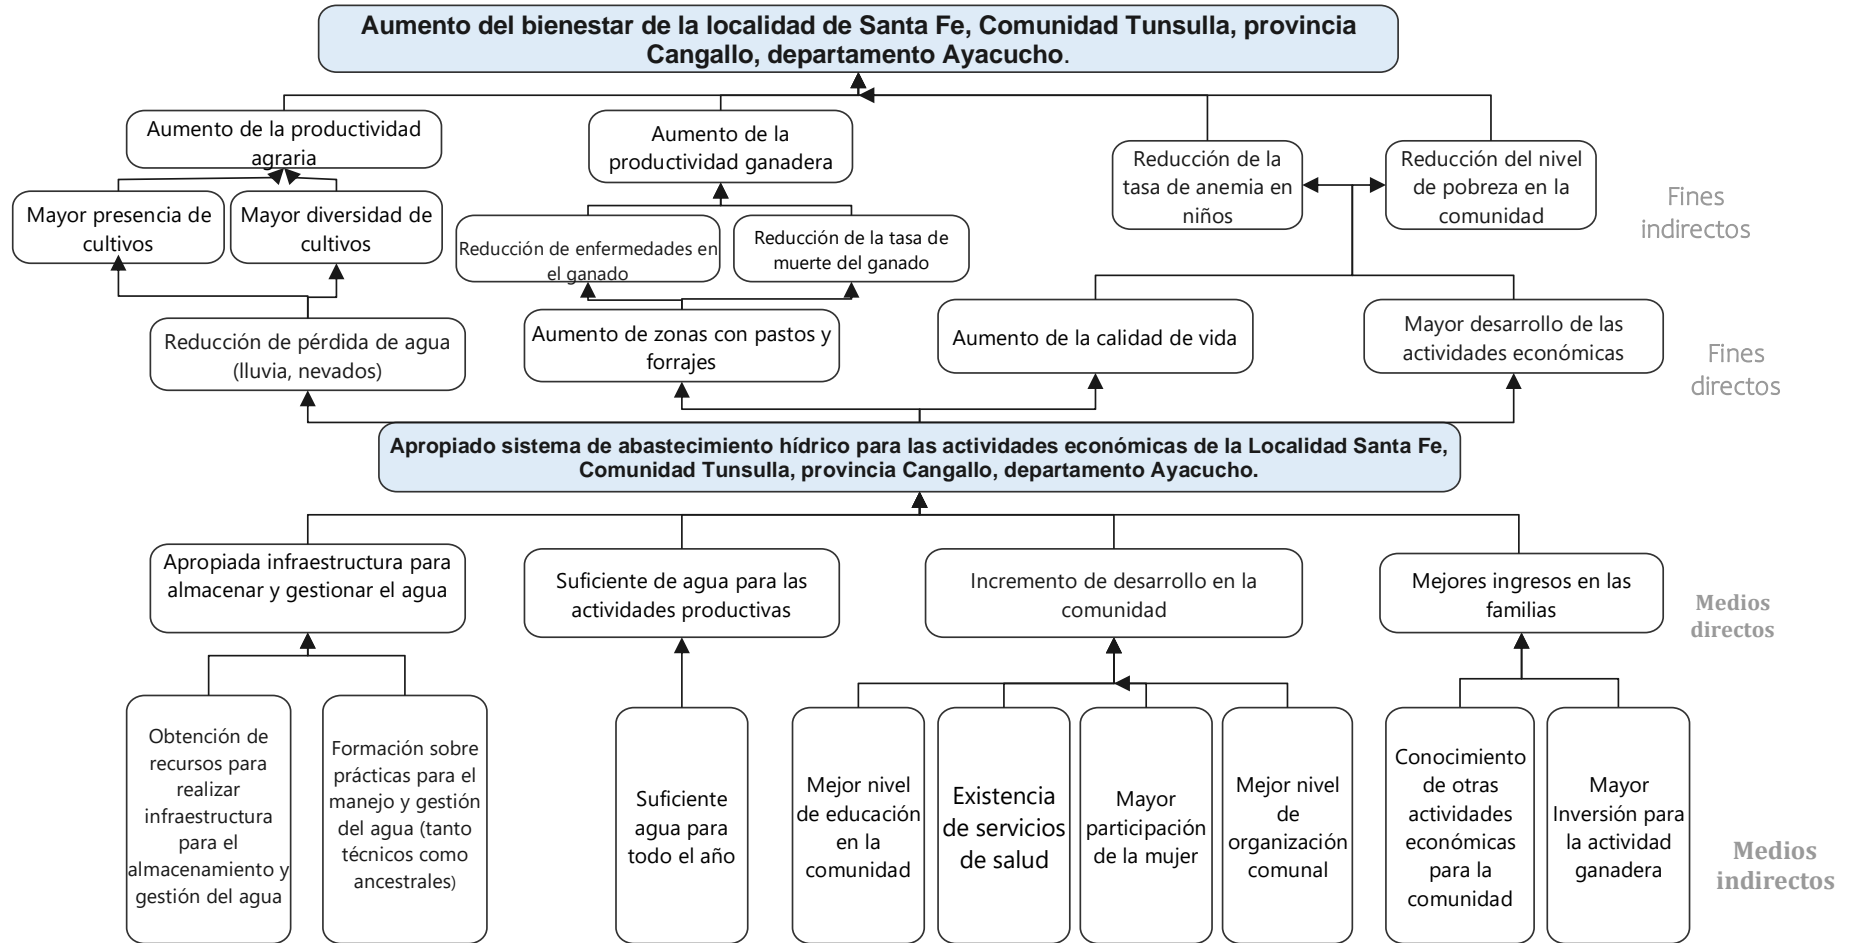 Aumento del bienestar de la localidad de Santa Fe, Comunidad Tunsulla, provincia
Cangallo, departamento Ayacucho.
Aumento de la productividad
agraria
Aumento de la
productividad ganadera
Reducción de la
tasa de anemia en
niños
Reducción del nivel
de pobreza en la
comunidad
Fines
indirectos
Mayor presencia de
cultivos
Mayor diversidad de
cultivos
Reducción de enfermedades en
el ganado
Reducción de la tasa de
muerte del ganado
Reducción de pérdida de agua
(lluvia, nevados)
Aumento de zonas con pastos y
forrajes
Aumento de la calidad de vida
Mayor desarrollo de las
actividades económicas
Fines
directos
Apropiado sistema de abastecimiento hídrico para las actividades económicas de la Localidad Santa Fe,
Comunidad Tunsulla, provincia Cangallo, departamento Ayacucho.
Apropiada infraestructura para
almacenar y gestionar el agua
Suficiente de agua para las
actividades productivas
Incremento de desarrollo en la
comunidad
Mejores ingresos en las
familias
Medios
directos
Obtención de
recursos para
realizar
infraestructura
para el
almacenamiento y
gestión del agua
Formación sobre
prácticas para el
manejo y gestión
del agua (tanto
técnicos como
ancestrales)
Suficiente
agua para
todo el año
Mejor nivel
de educación
en la
comunidad
Existencia
de servicios
de salud
Mayor
participación
de la mujer
Mejor nivel
de
organización
comunal
Conocimiento
de otras
actividades
económicas
para la
comunidad
Mayor
Inversión para
la actividad
ganadera
Medios
indirectos